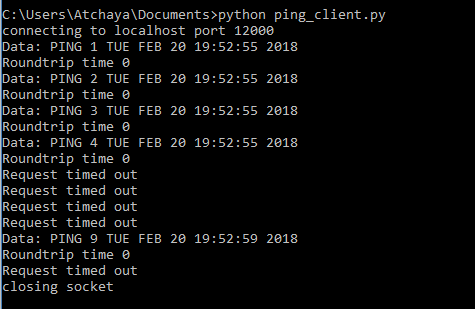 C:\Users\Atchaya\Documents>python ping_client.py
connecting to localhost port 12000
Data: PING 1 TUE FEB 20 19:52:55 2018
Roundtrip time 0
Data: PING 2 TUE FEB 20 19:52:55 2018
Roundtrip time 0
Data: PING 3 TUE FEB 20 19:52:55 2018
Roundtrip time 0
Data: PING 4 TUE FEB 20 19:52:55 2018
Roundtrip time 0
Request timed out
Request timed out
Request timed out
Request timed out
Data: PING 9 TUE FEB 20 19:52:59 2018
Roundtrip time 0
Request timed out
closing socket